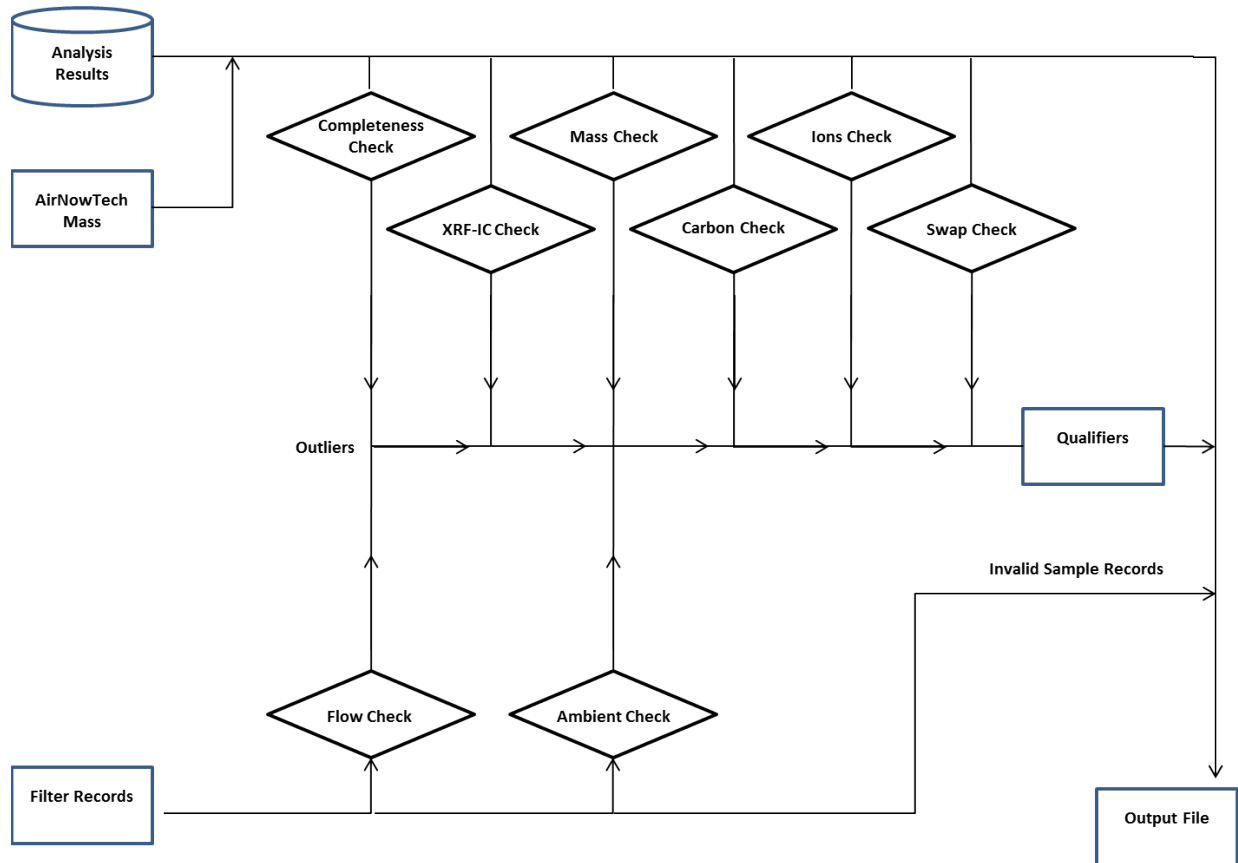 Analysis
Results
Completeness
Check
Mass Check
Ions Check
AirNowTech
Mass
XRF-IC Check
Carbon Check
Swap Check
Outliers
Qualifiers
Invalid Sample Records
Flow Check
Ambient Check
Filter Records
Output File